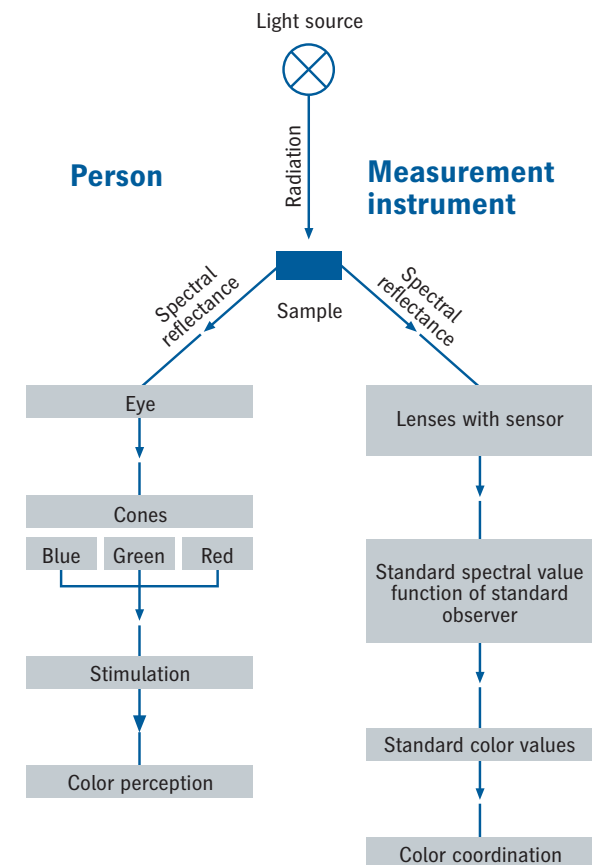 Light source
Radiation
Person
Measurement
instrument
Spectral
reflectance
Sample
Spectral
reflectance
Eye
Cones
Blue Green Red
Stimulation
Color perception
Lenses with sensor
Standard spectral value
function of standard
observer
Standard color values
Color coordination